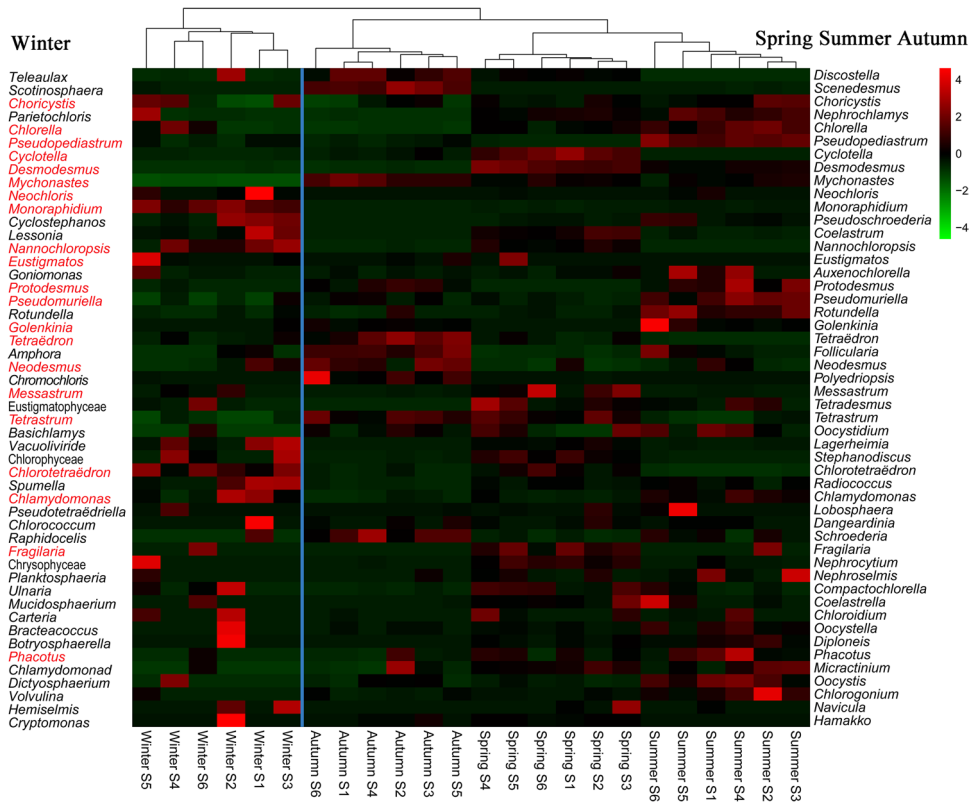 Winter
Spring Summer Autumn
Teleaulax
Scotinosphaera
Choricystis
Parietochloris
Chlorella
Pseudopediastrum
Cyclotella
Desmodesmus
Mychonastes
Neochloris
Monoraphidium
Cyclostephanos
Lessonia
Nannochloropsis
Eustigmatos
Goniomonas
Protodesmus
Pseudomuriella
Rotundella
Golenkinia
Tetraëdron
Amphora
Neodesmus
Chromochloris
Messastrum
Eustigmatophyceae
Tetrastrum
Basichlamys
Vacuoliviride
Chlorophyceae
Chlorotetraëdron
Spumella
Chlamydomonas
Pseudotetraëdriella
Chlorococcum
Raphidocelis
Fragilaria
Chrysophyceae
Planktosphaeria
Ulnaria
Mucidosphaerium
Carteria
Bracteacoccus
Botryosphaerella
Phacotus
Chlamydomonad
Dictyosphaerium
Volvulina
Hemiselmis
Cryptomonas
Discostella
Scenedesmus
Choricystis
Nephrochlamys
Chlorella
Pseudopediastrum
Cyclotella
Desmodesmus
Mychonastes
Neochloris
Monoraphidium
Pseudoschroederia
Coelastrum
Nannochloropsis
Eustigmatos
Auxenochlorella
Protodesmus
Pseudomuriella
Rotundella
Golenkinia
Tetraëdron
Follicularia
Neodesmus
Polyedriopsis
Messastrum
Tetradesmus
Tetrastrum
Oocystidium
Lagerheimia
Stephanodiscus
Chlorotetraëdron
Radiococcus
Chlamydomonas
Lobosphaera
Dangeardinia
Schroederia
Fragilaria
Nephrocytium
Nephroselmis
Compactochlorella
Coelastrella
Chloroidium
Oocystella
Diploneis
Phacotus
Micractinium
Oocystis
Chlorogonium
Navicula
Hamakko
4
2
0
−2
−4
Winter S5
Winter S4
Winter S6
Winter S2
Winter S1
Winter S3
Autumn S6
Autumn S1
Autumn S4
Autumn S2
Autumn S3
Autumn S5
Spring S4
Spring S5
Spring S6
Spring S1
Spring S2
Spring S3
Summer S6
Summer S5
Summer S1
Summer S4
Summer S2
Summer S3